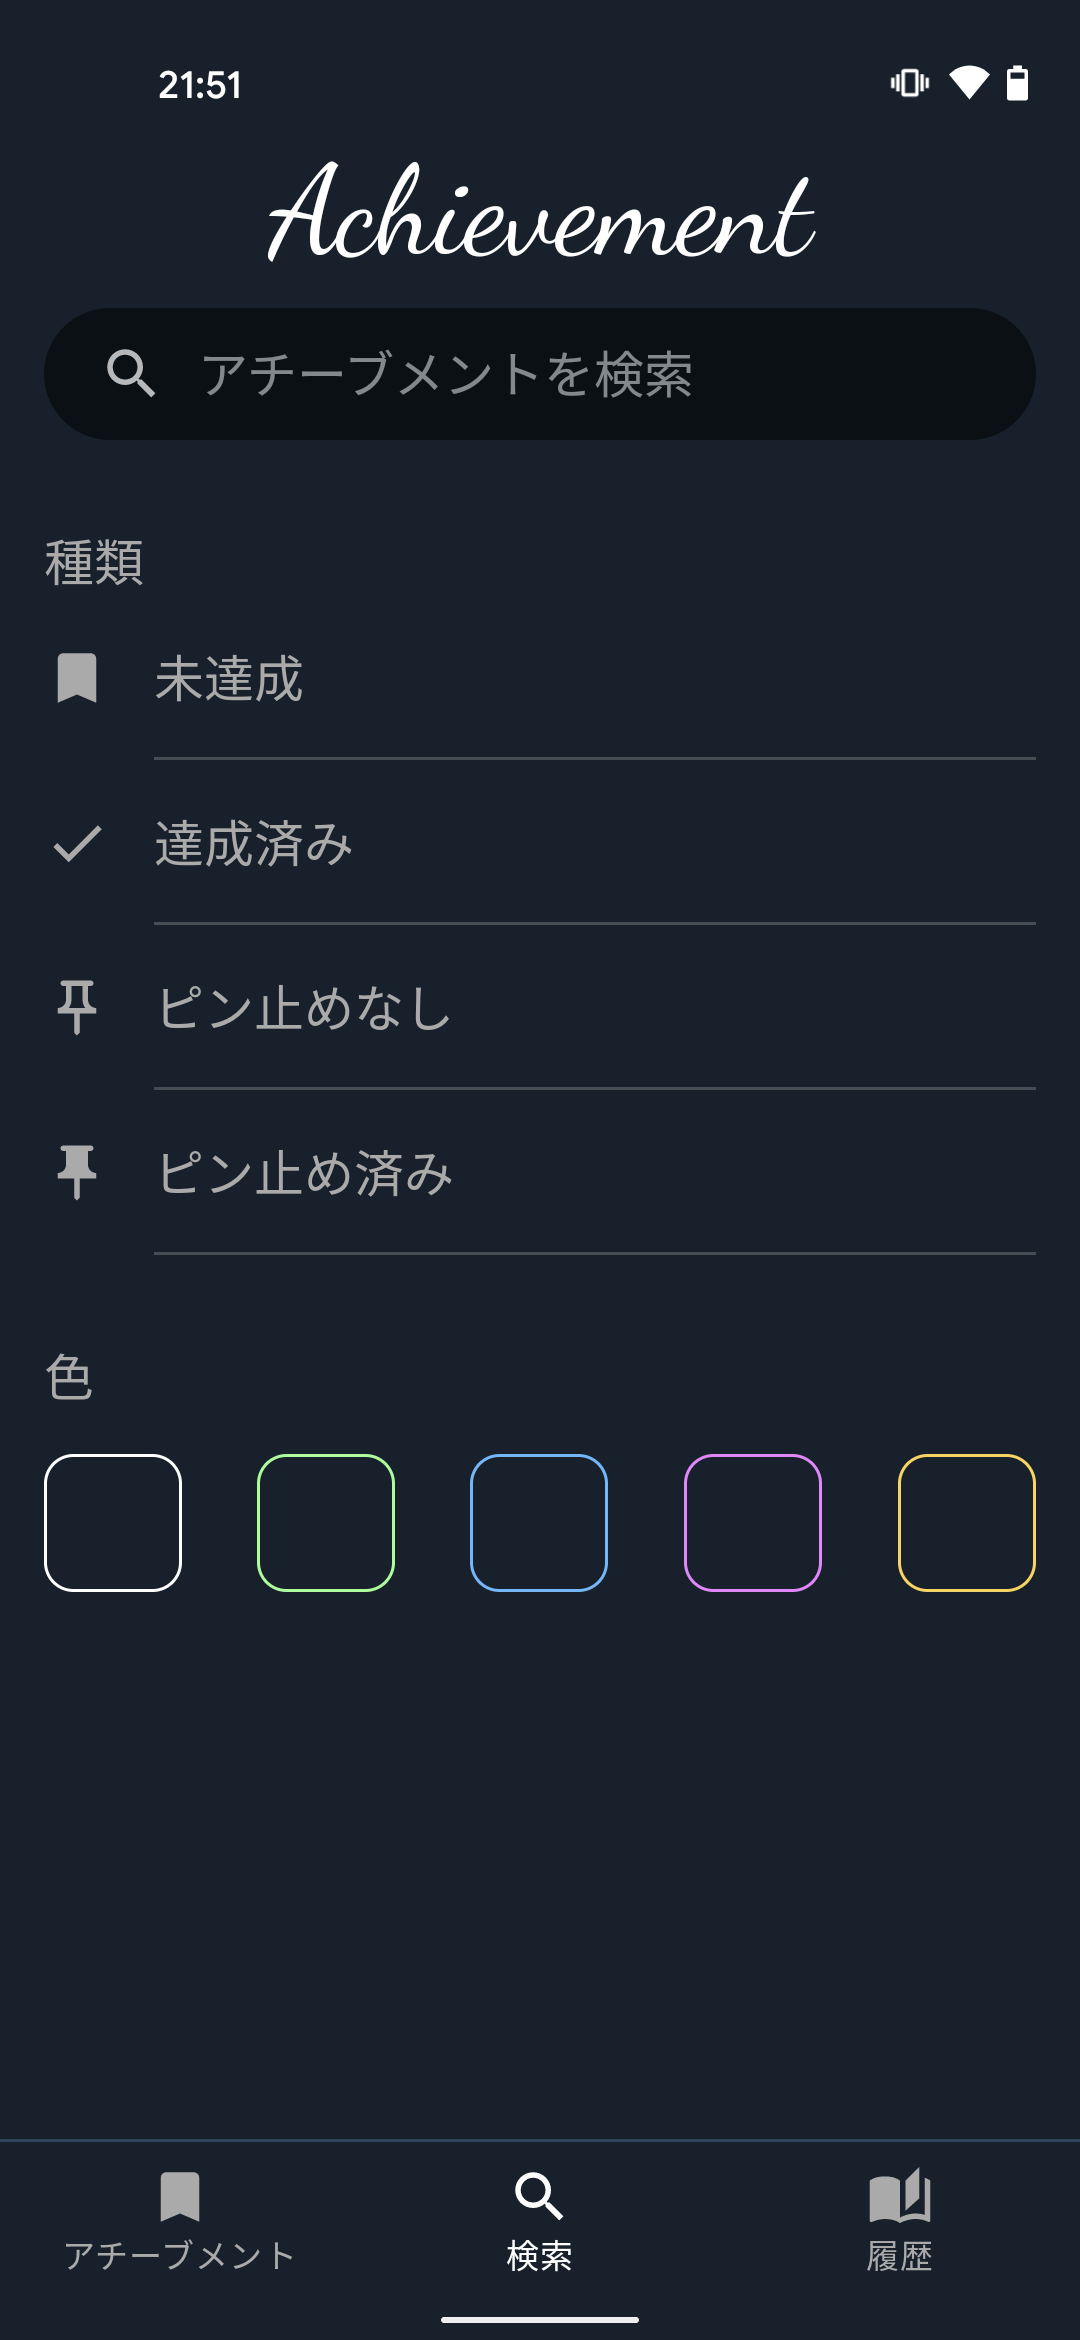 21:51
Achievement
アチーブメントを検索
種類
未達成
達成済み
ピン止めなし
ピン止め済み
色
アチーブメント
検索
履歴